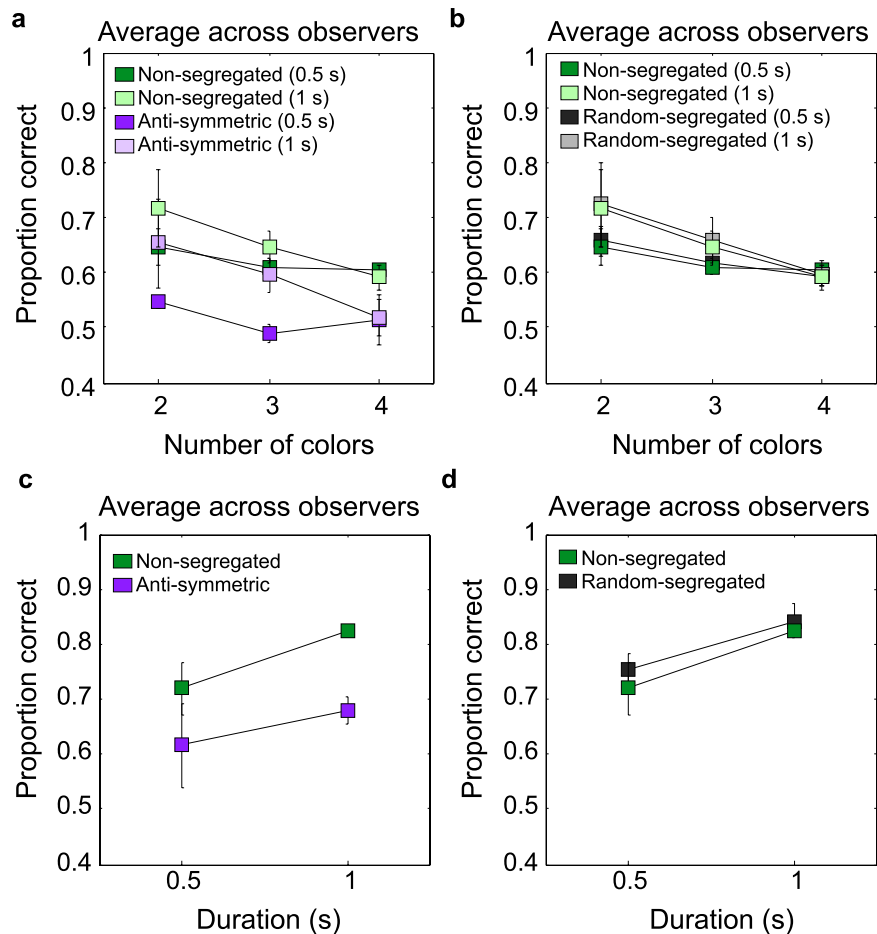 a
Average across observers
Proportion correct
1
0.9
0.8
0.7
0.6
0.5
0.4
Non-segregated (0.5 s)
Non-segregated (1 s)
Anti-symmetric (0.5 s)
Anti-symmetric (1 s)
2 3 4
Number of colors
b
Average across observers
Proportion correct
1
0.9
0.8
0.7
0.6
0.5
0.4
Non-segregated (0.5 s)
Non-segregated (1 s)
Random-segregated (0.5 s)
Random-segregated (1 s)
2 3 4
Number of colors
c
Average across observers
Proportion correct
1
0.9
0.8
0.7
0.6
0.5
0.4
Non-segregated
Anti-symmetric
0.5 1
Duration (s)
d
Average across observers
Proportion correct
1
0.9
0.8
0.7
0.6
0.5
0.4
Non-segregated
Random-segregated
0.5 1
Duration (s)